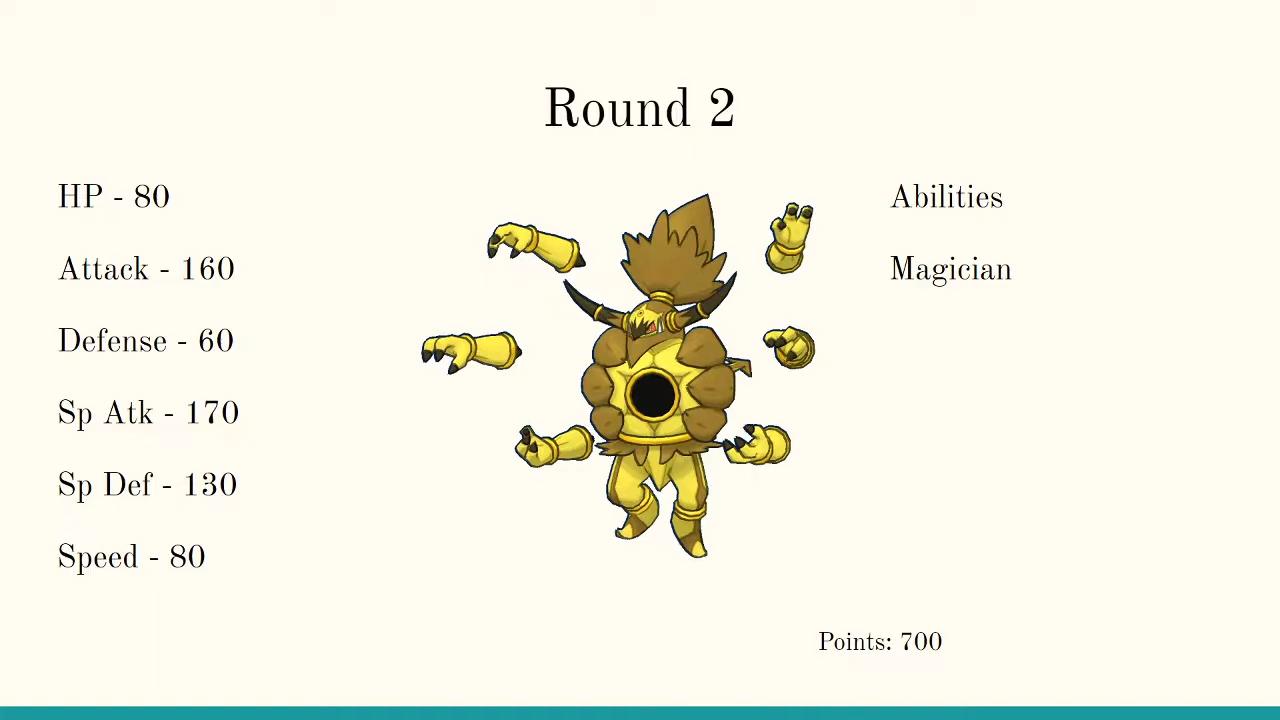 Round 2
HP - 80
Attack - 160
Defense - 60
Sp Atk - 170
Sp Def - 130
Speed - 80
Abilities
Magician
Points: 700